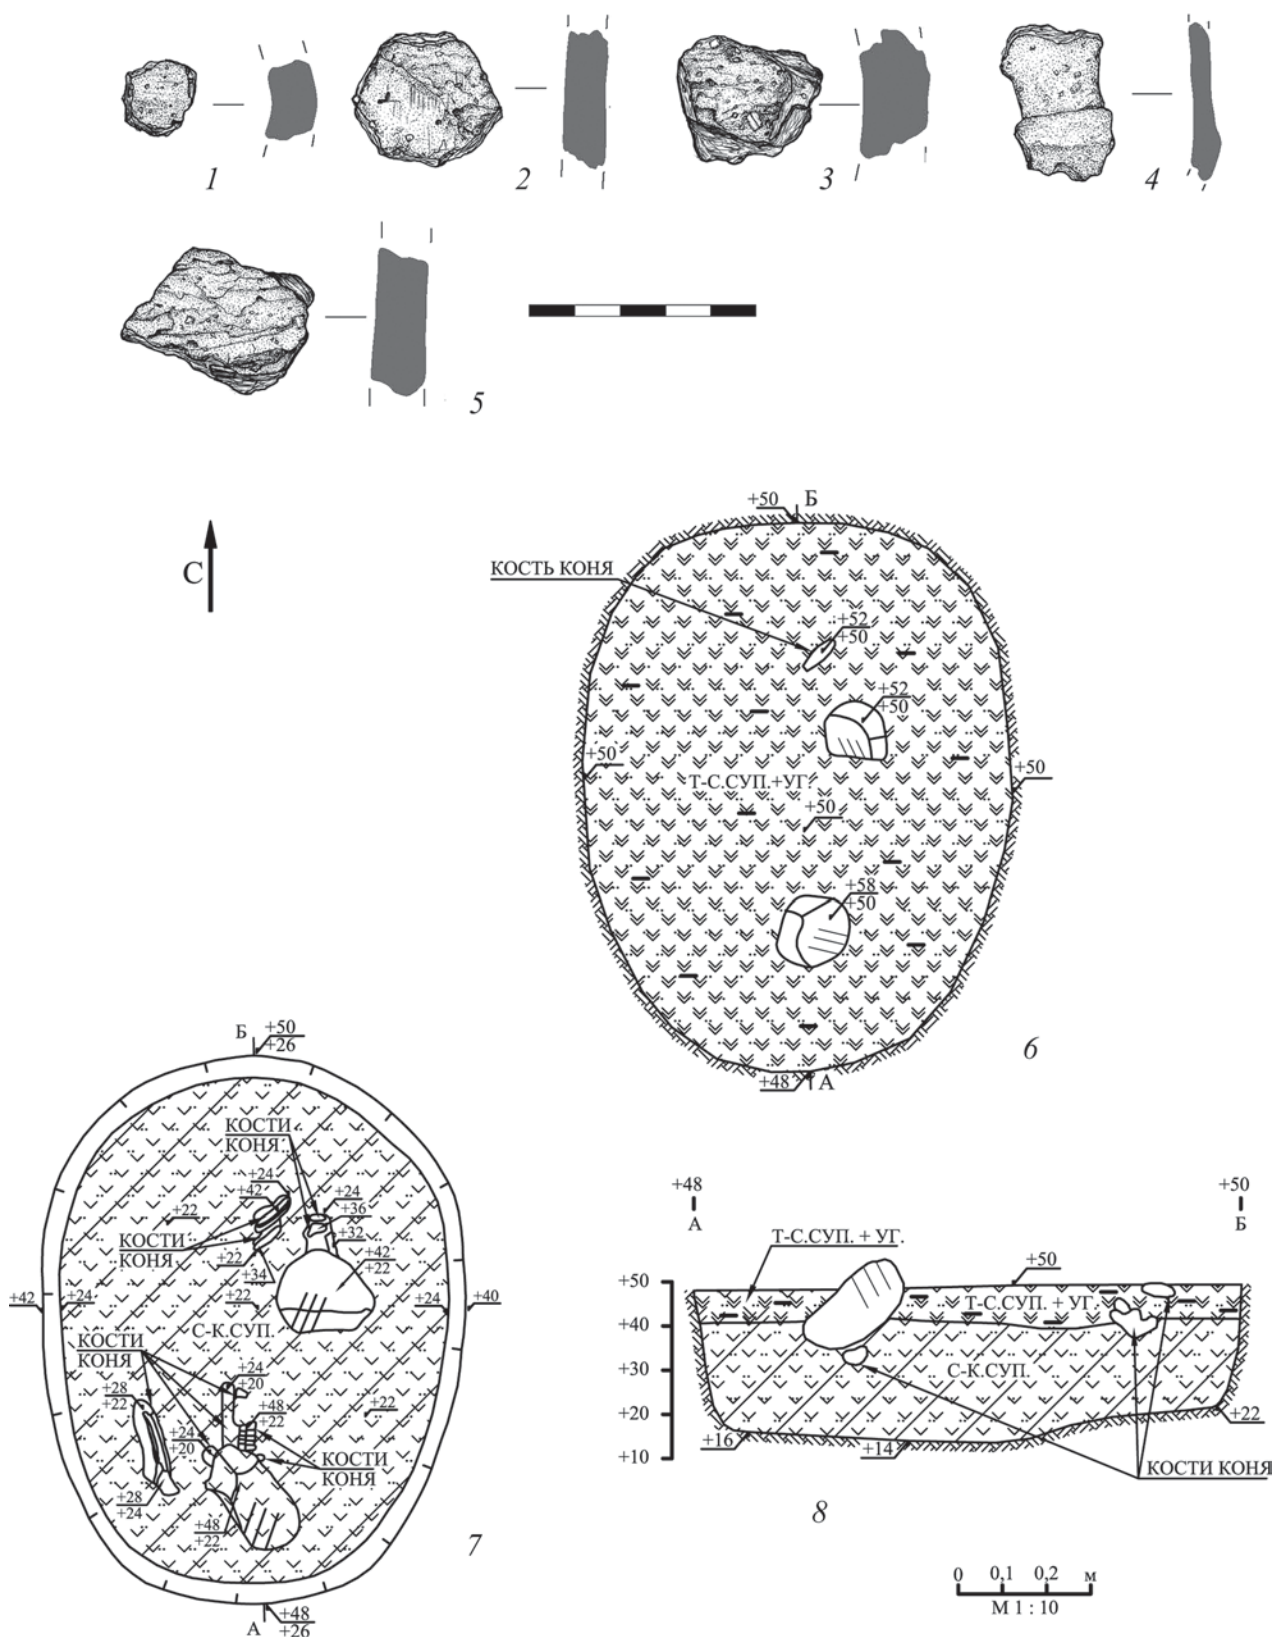 1
2
3
4
5
С
+50
Б
КОСТЬ КОНЯ
+52
+50
+52
+50
+50
+50
Т-С.СУП.+УГ.
+50
+58
+50
6
+48
А
Б
+50
+26
КОСТИ
КОНЯ
+24
+42
+24
+22
+36
КОСТИ
КОНЯ
+32
+22
+42
+22
+34
+42
+24
+22
+24
+40
С-К.СУП.
КОСТИ
КОНЯ
+24
+20
+28
+22
+48
+22
+22
+24
+20
КОСТИ
КОНЯ
+28
+24
+48
+22
7
А
+48
+26
+48
А
+50
Б
Т-С.СУП. + УГ.
+50
+50
Т-С.СУП. + УГ.
+40
+30
С-К.СУП.
+20
+22
+16
+14
+10
КОСТИ КОНЯ
8
0 0,1 0,2 м
М 1 : 10